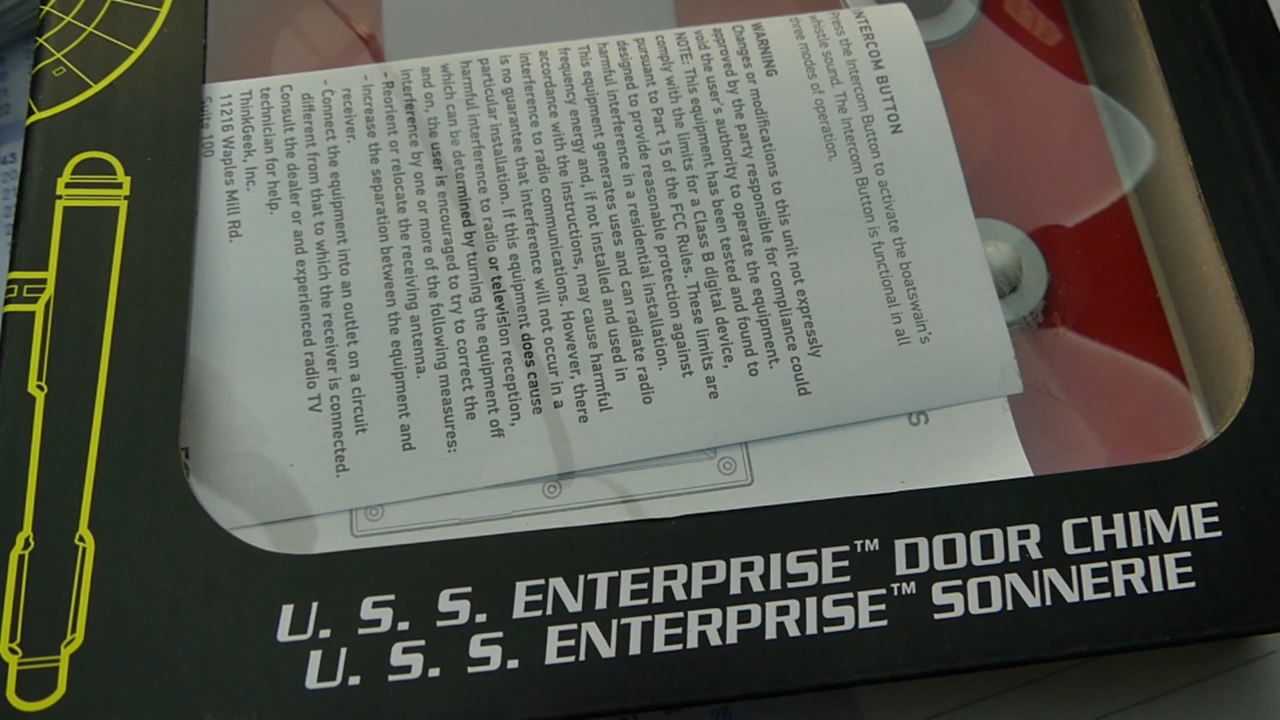 INTERCOM BUTTON
Press the Intercom Button to activate the boatswain's
whistle sound. The Intercom Button is functional in all
three modes of operation.
WARNING
Changes or modifications to this unit not expressly
approved by the party responsible for compliance could
void the user's authority to operate the equipment.
NOTE: This equipment has been tested and found to
comply with the limits for a Class B digital device,
pursuant to Part 15 of the FCC Rules. These limits are
designed to provide reasonable protection against
harmful interference in a residential installation.
This equipment generates uses and can radiate radio
frequency energy and, if not installed and used in
accordance with the instructions, may cause harmful
interference to radio communications. However, there
is no guarantee that interference will not occur in a
particular installation. If this equipment does cause
harmful interference to radio or television reception,
which can be determined by turning the equipment off
and on, the user is encouraged to try to correct the
interference by one or more of the following measures:
- Reorient or relocate the receiving antenna.
- Increase the separation between the equipment and
receiver.
- Connect the equipment into an outlet on a circuit
different from that to which the receiver is connected.
Consult the dealer or and experienced radio TV
technician for help.
ThinkGeek, Inc.
11216 Waples Mill Rd.
Suite 100
S
U. S. S. ENTERPRISE™ DOOR CHIME
U. S. S. ENTERPRISE™ SONNERIE